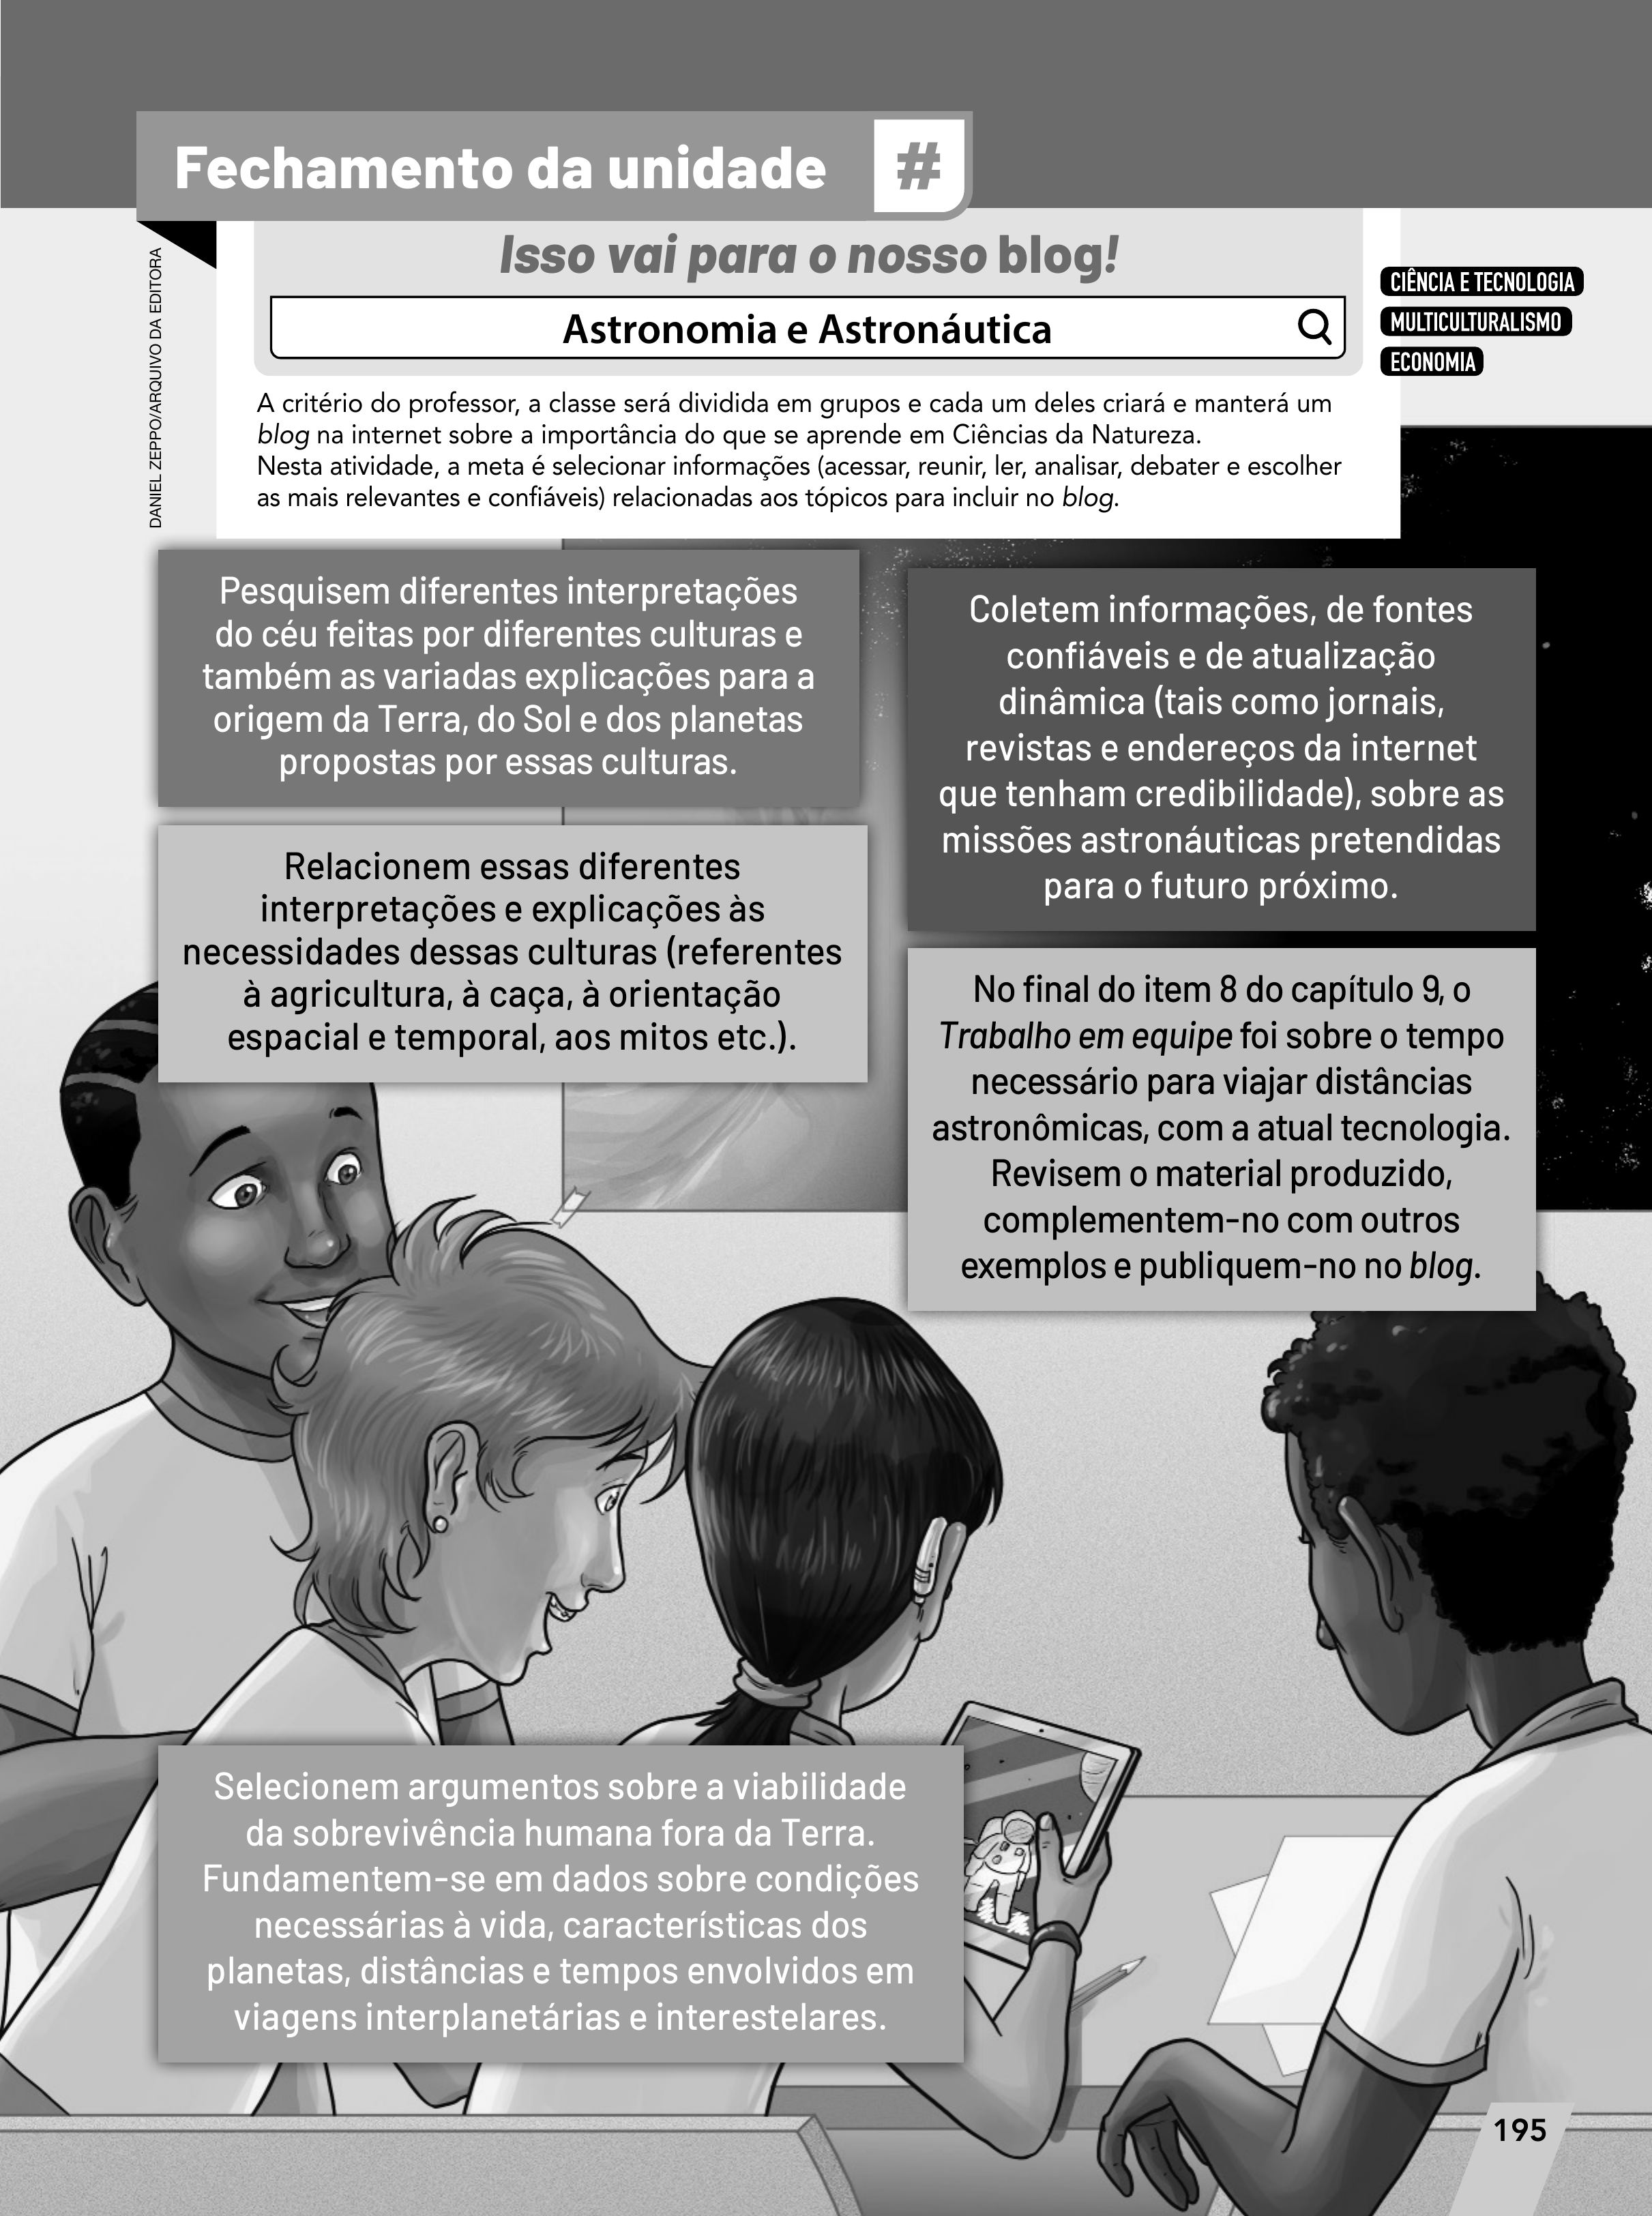 Fechamento da unidade #
Isso vai para o nosso blog!
Astronomia e Astronáutica
CIÊNCIA E TECNOLOGIA
MULTICULTURALISMO
ECONOMIA
DANIEL ZEPPO/ARQUIVO DA EDITORA
A critério do professor, a classe será dividida em grupos e cada um deles criará e manterá um
blog na internet sobre a importância do que se aprende em Ciências da Natureza.
Nesta atividade, a meta é selecionar informações (acessar, reunir, ler, analisar, debater e escolher
as mais relevantes e confiáveis) relacionadas aos tópicos para incluir no blog.
Pesquisem diferentes interpretações
do céu feitas por diferentes culturas e
também as variadas explicações para a
origem da Terra, do Sol e dos planetas
propostas por essas culturas.
Relacionem essas diferentes
interpretações e explicações às
necessidades dessas culturas (referentes
à agricultura, à caça, à orientação
espacial e temporal, aos mitos etc.).
Coletem informações, de fontes
confiáveis e de atualização
dinâmica (tais como jornais,
revistas e endereços da internet
que tenham credibilidade), sobre as
missões astronáuticas pretendidas
para o futuro próximo.
No final do item 8 do capítulo 9, o
Trabalho em equipe foi sobre o tempo
necessário para viajar distâncias
astronômicas, com a atual tecnologia.
Revisem o material produzido,
complementem-no com outros
exemplos e publiquem-no no blog.
Selecionem argumentos sobre a viabilidade
da sobrevivência humana fora da Terra.
Fundamentem-se em dados sobre condições
necessárias à vida, características dos
planetas, distâncias e tempos envolvidos em
viagens interplanetárias e interestelares.
195